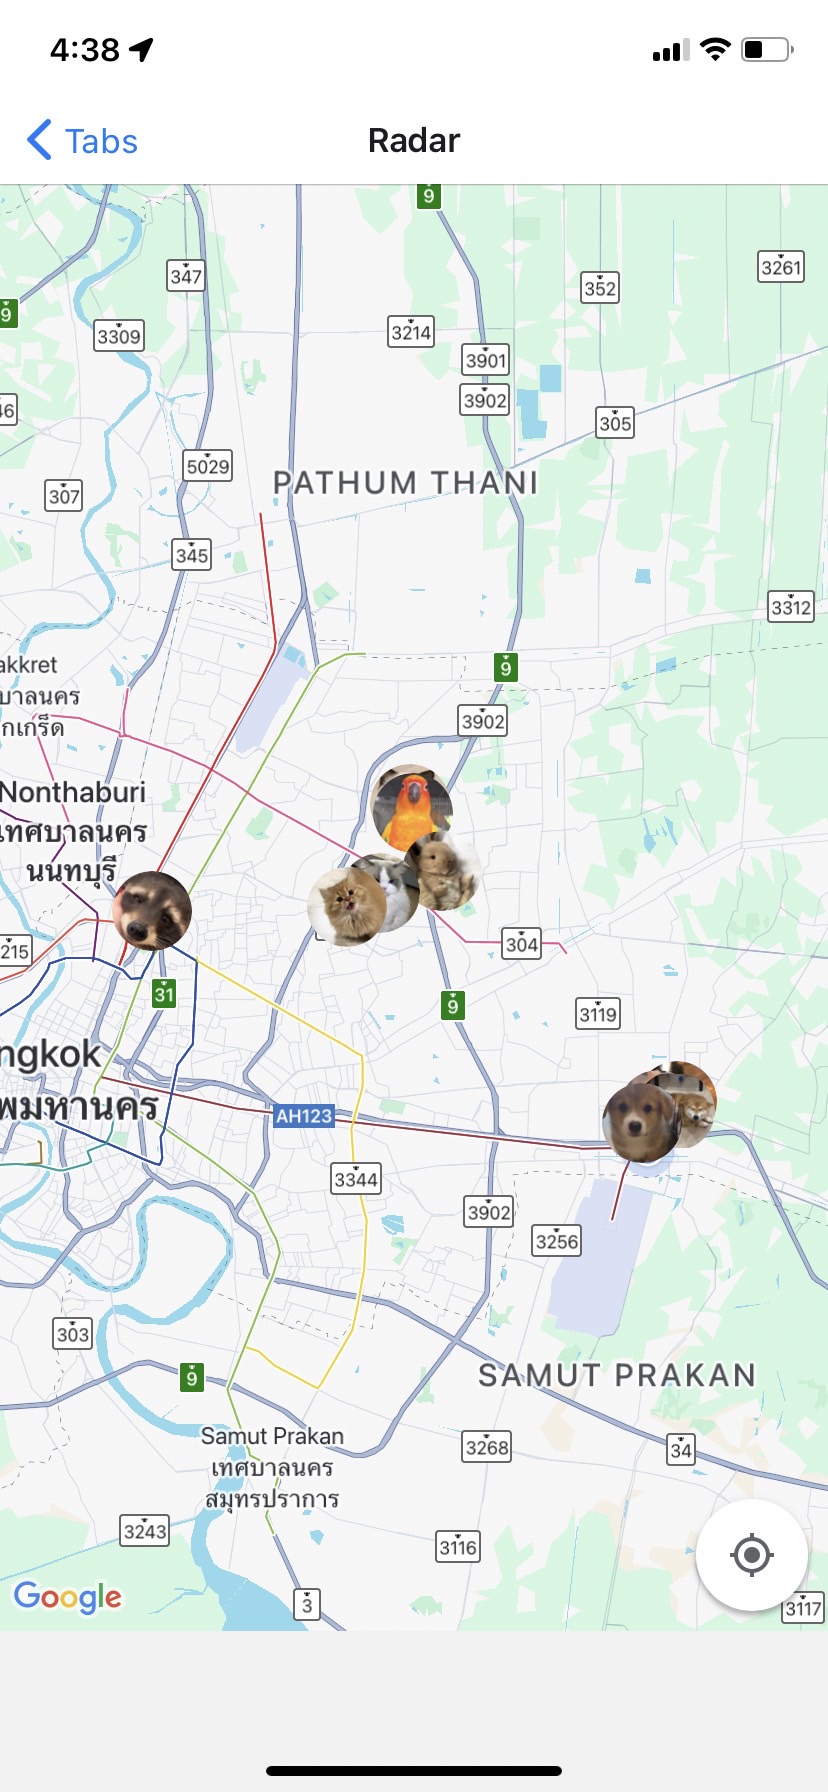 4:38
Tabs
Radar
9
347
3261
352
9
3309
3214
3901
3902
46
305
5029
PATHUM THANI
307
345
3312
akkret
บาลนคร
กเกร็ด
9
3902
Nonthaburi
เทศบาลนคร
นนทบุรี
215
304
31
9
3119
ngkok
พมหานคร
AH123
3344
3902
3256
303
9
SAMUT PRAKAN
Samut Prakan
เทศบาลนคร
สมุทรปราการ
3268
34
3243
3116
Google
3
3117